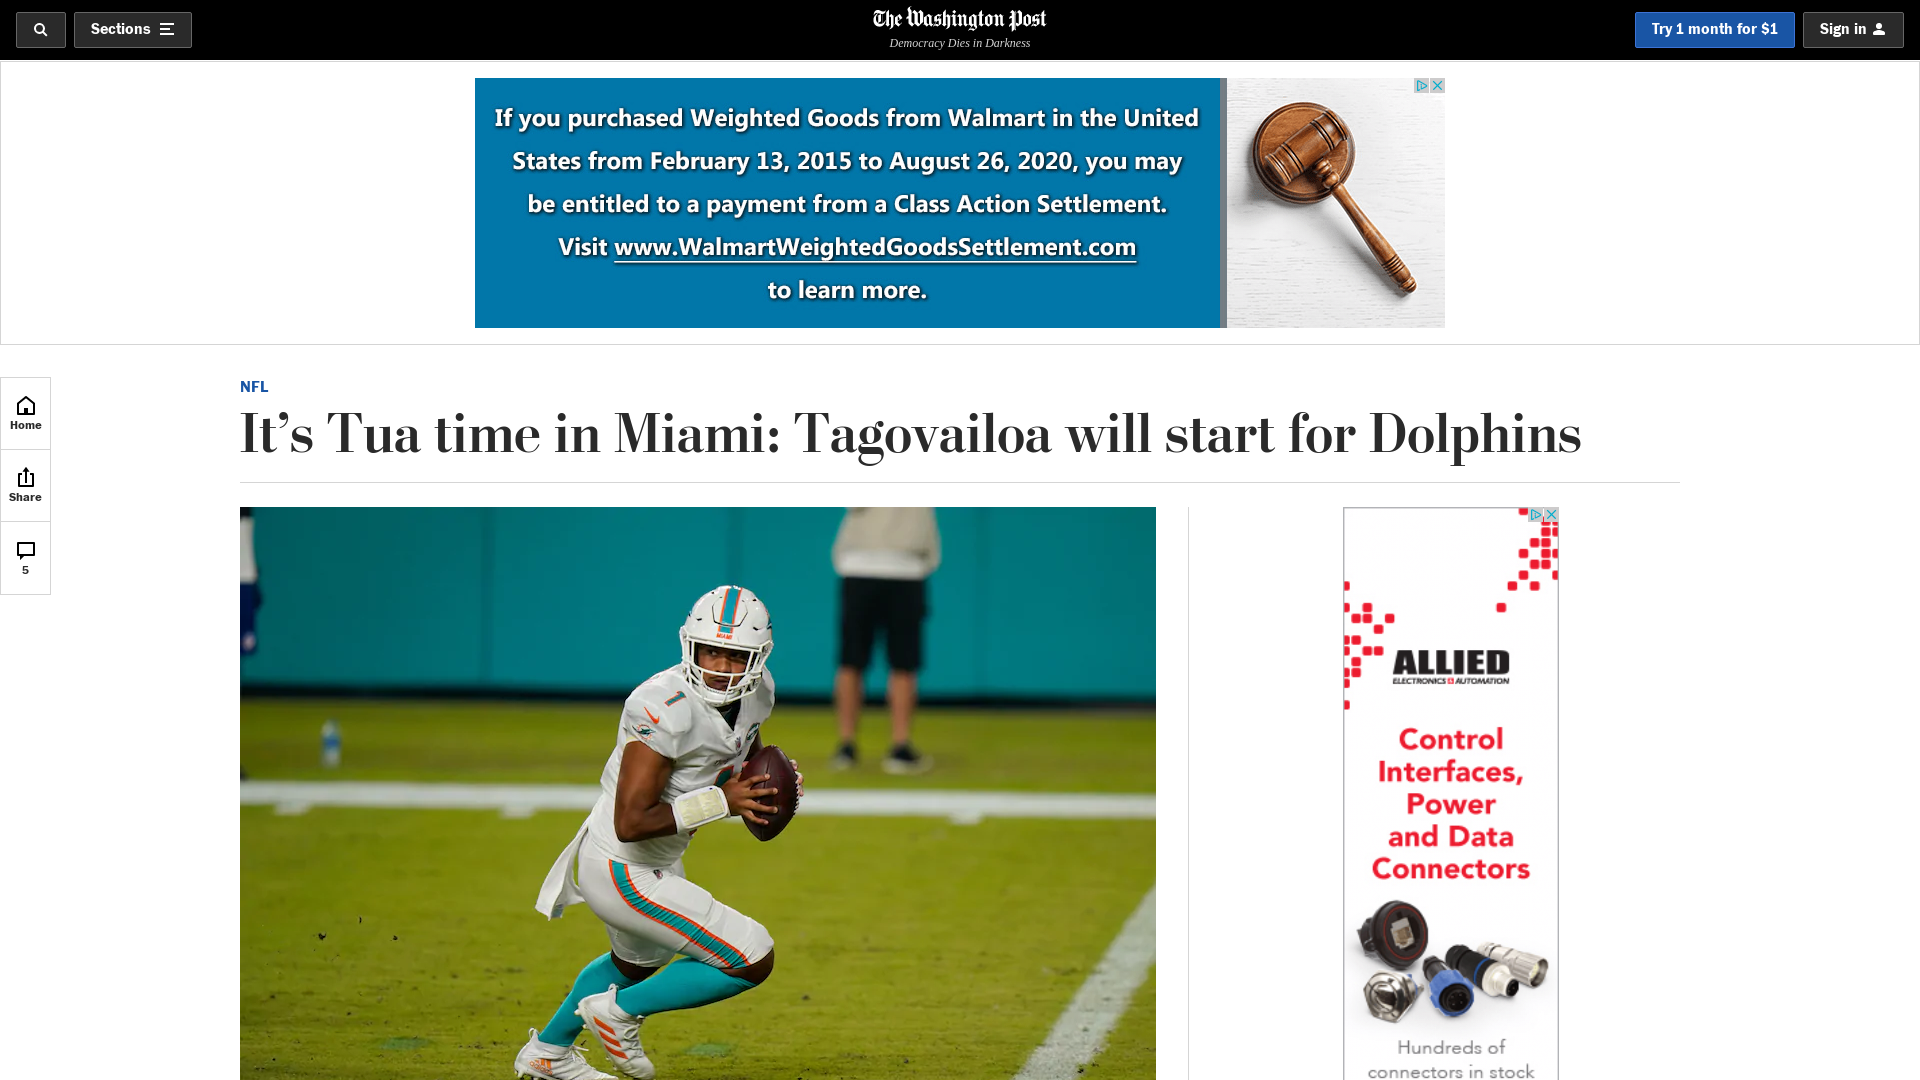 Sections
The Washington Post
Democracy Dies in Darkness
Try 1 month for $1
Sign in
If you purchased Weighted Goods from Walmart in the United
States from February 13, 2015 to August 26, 2020, you may
be entitled to a payment from a Class Action Settlement.
Visit www.WalmartWeightedGoodsSettlement.com
to learn more.
Home
Share
5
NFL
It’s Tua time in Miami: Tagovailoa will start for Dolphins
MIAMI
1
ALLIED
ELECTRONICS & AUTOMATION
Control
Interfaces,
Power
and Data
Connectors
Hundreds of
connectors in stock